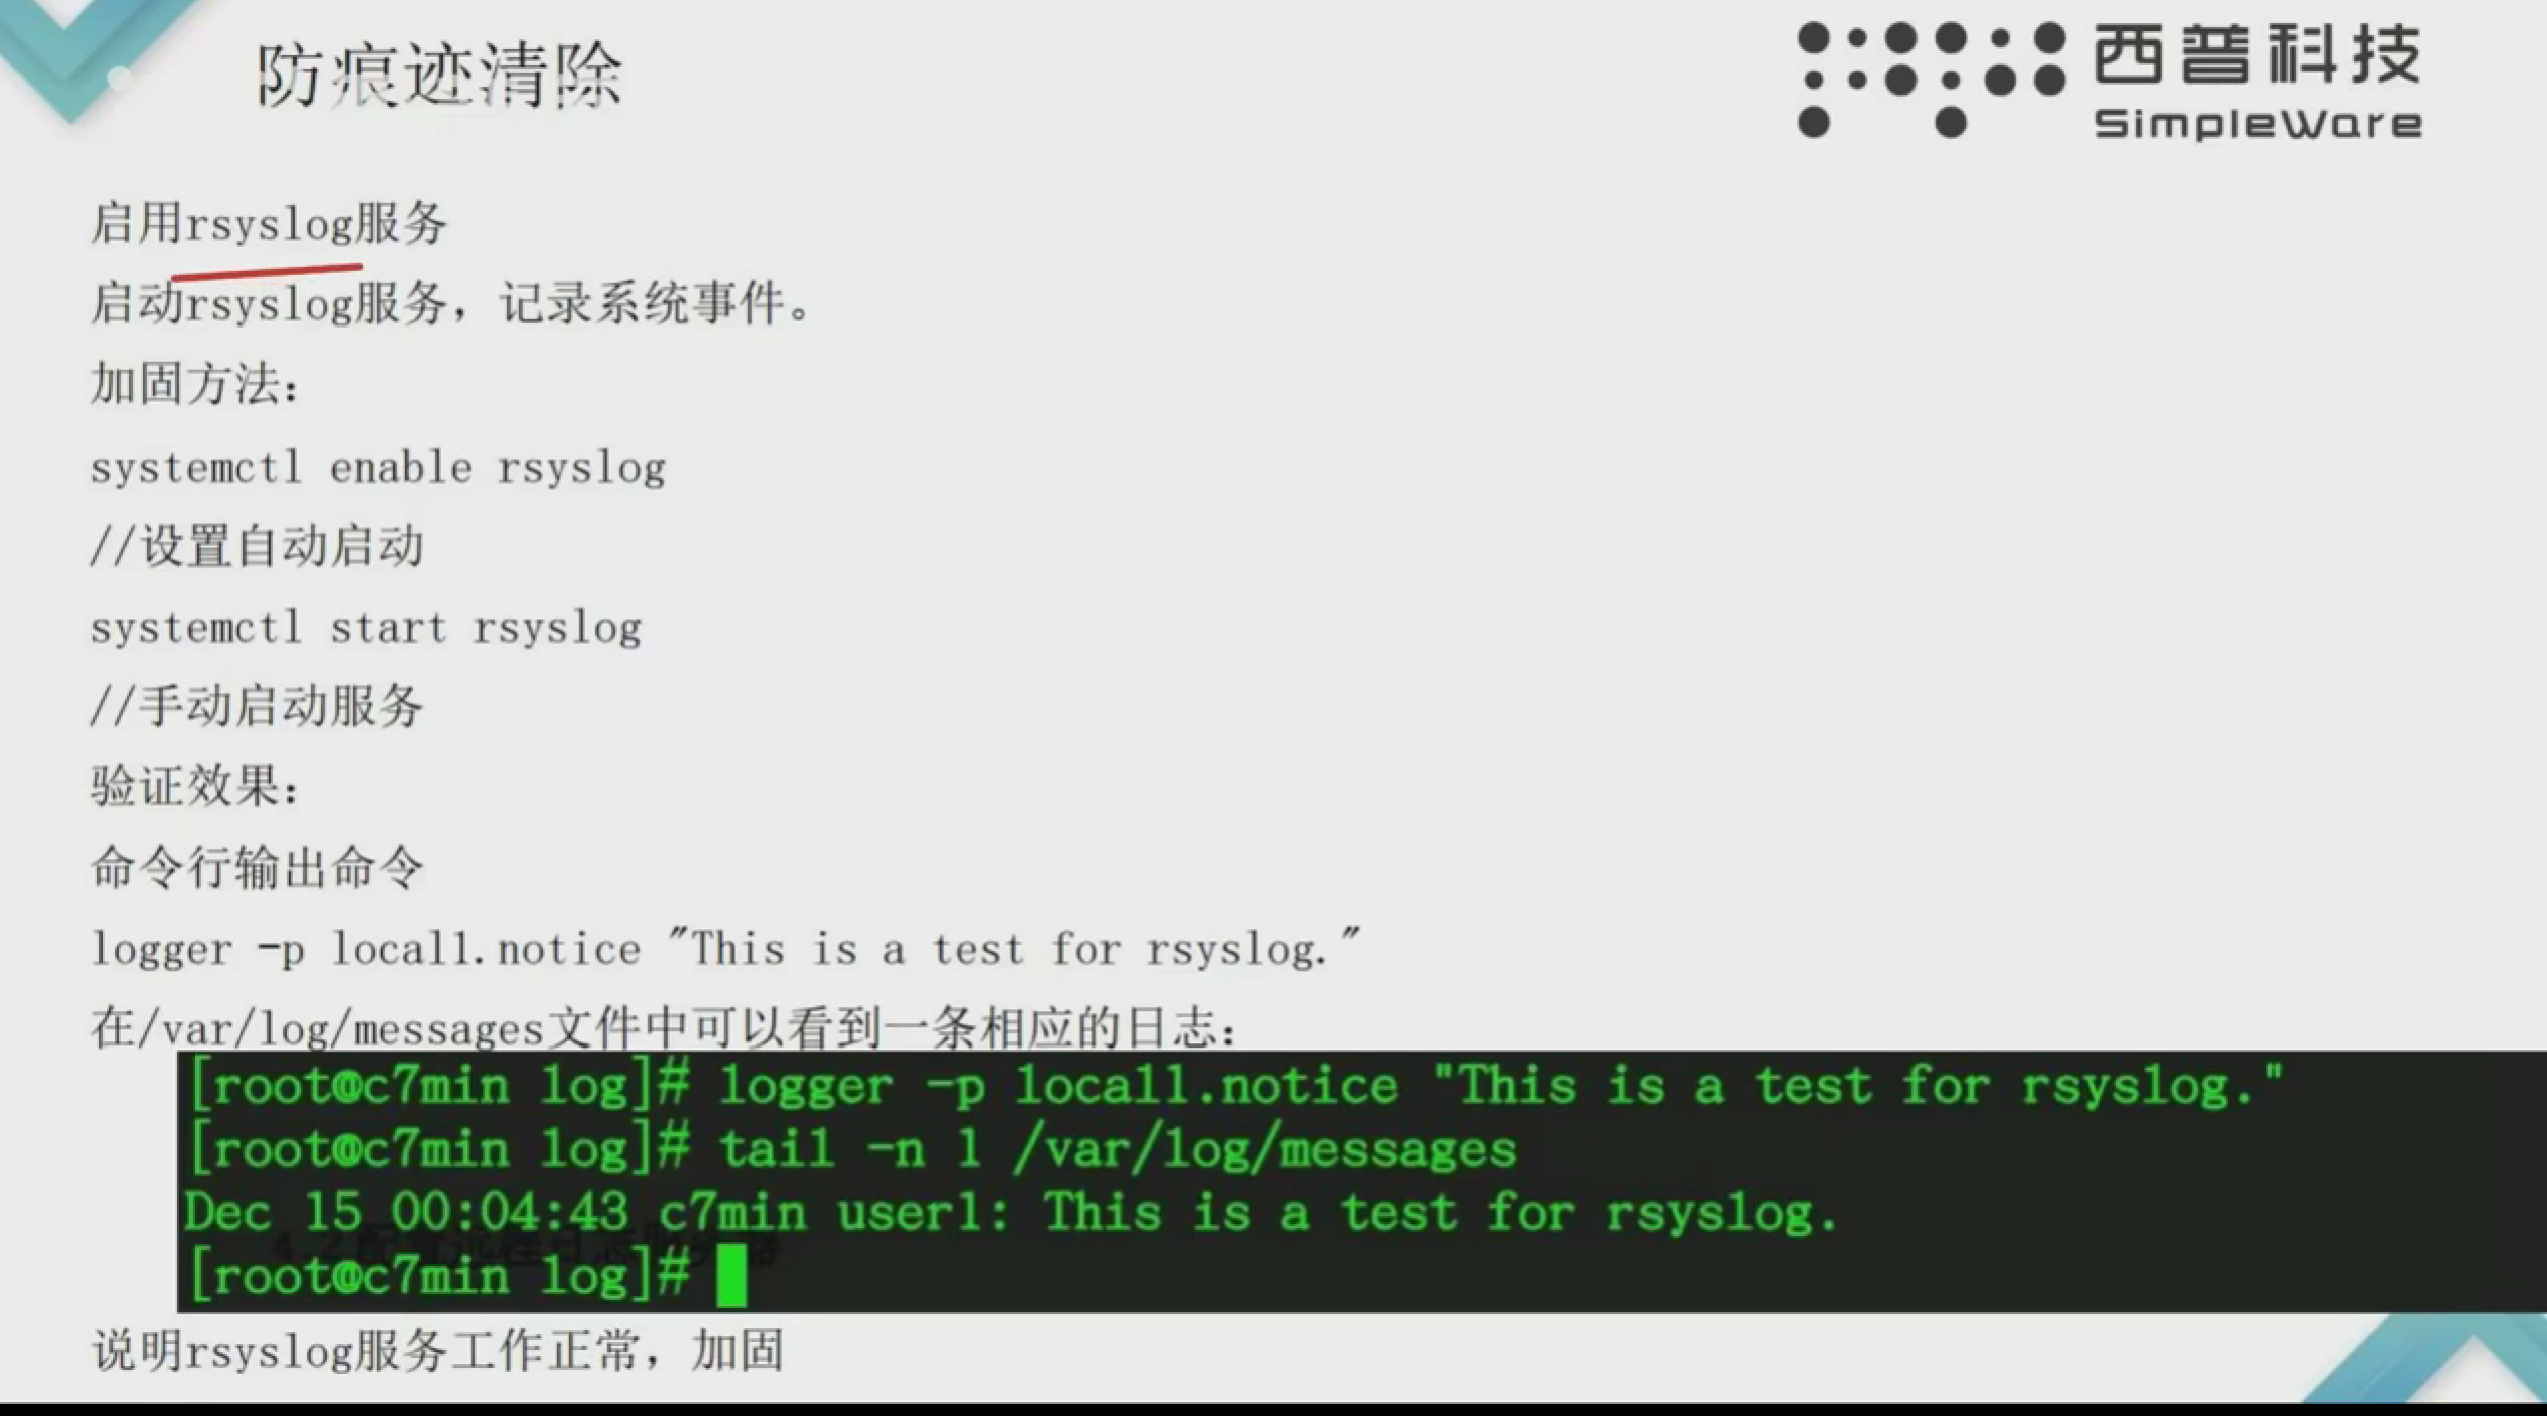 防痕迹清除
西普科技
SimpleWare
启用rsyslog服务
启动rsyslog服务，记录系统事件。
加固方法：
systemctl enable rsyslog
//设置自动启动
systemctl start rsyslog
//手动启动服务
验证效果：
命令行输出命令
logger -p local1.notice "This is a test for rsyslog."
在/var/log/messages文件中可以看到一条相应的日志：
[root@c7min log]# logger -p local1.notice "This is a test for rsyslog."
[root@c7min log]# tail -n 1 /var/log/messages
Dec 15 00:04:43 c7min user1: This is a test for rsyslog.
[root@c7min log]#
说明rsyslog服务工作正常，加固